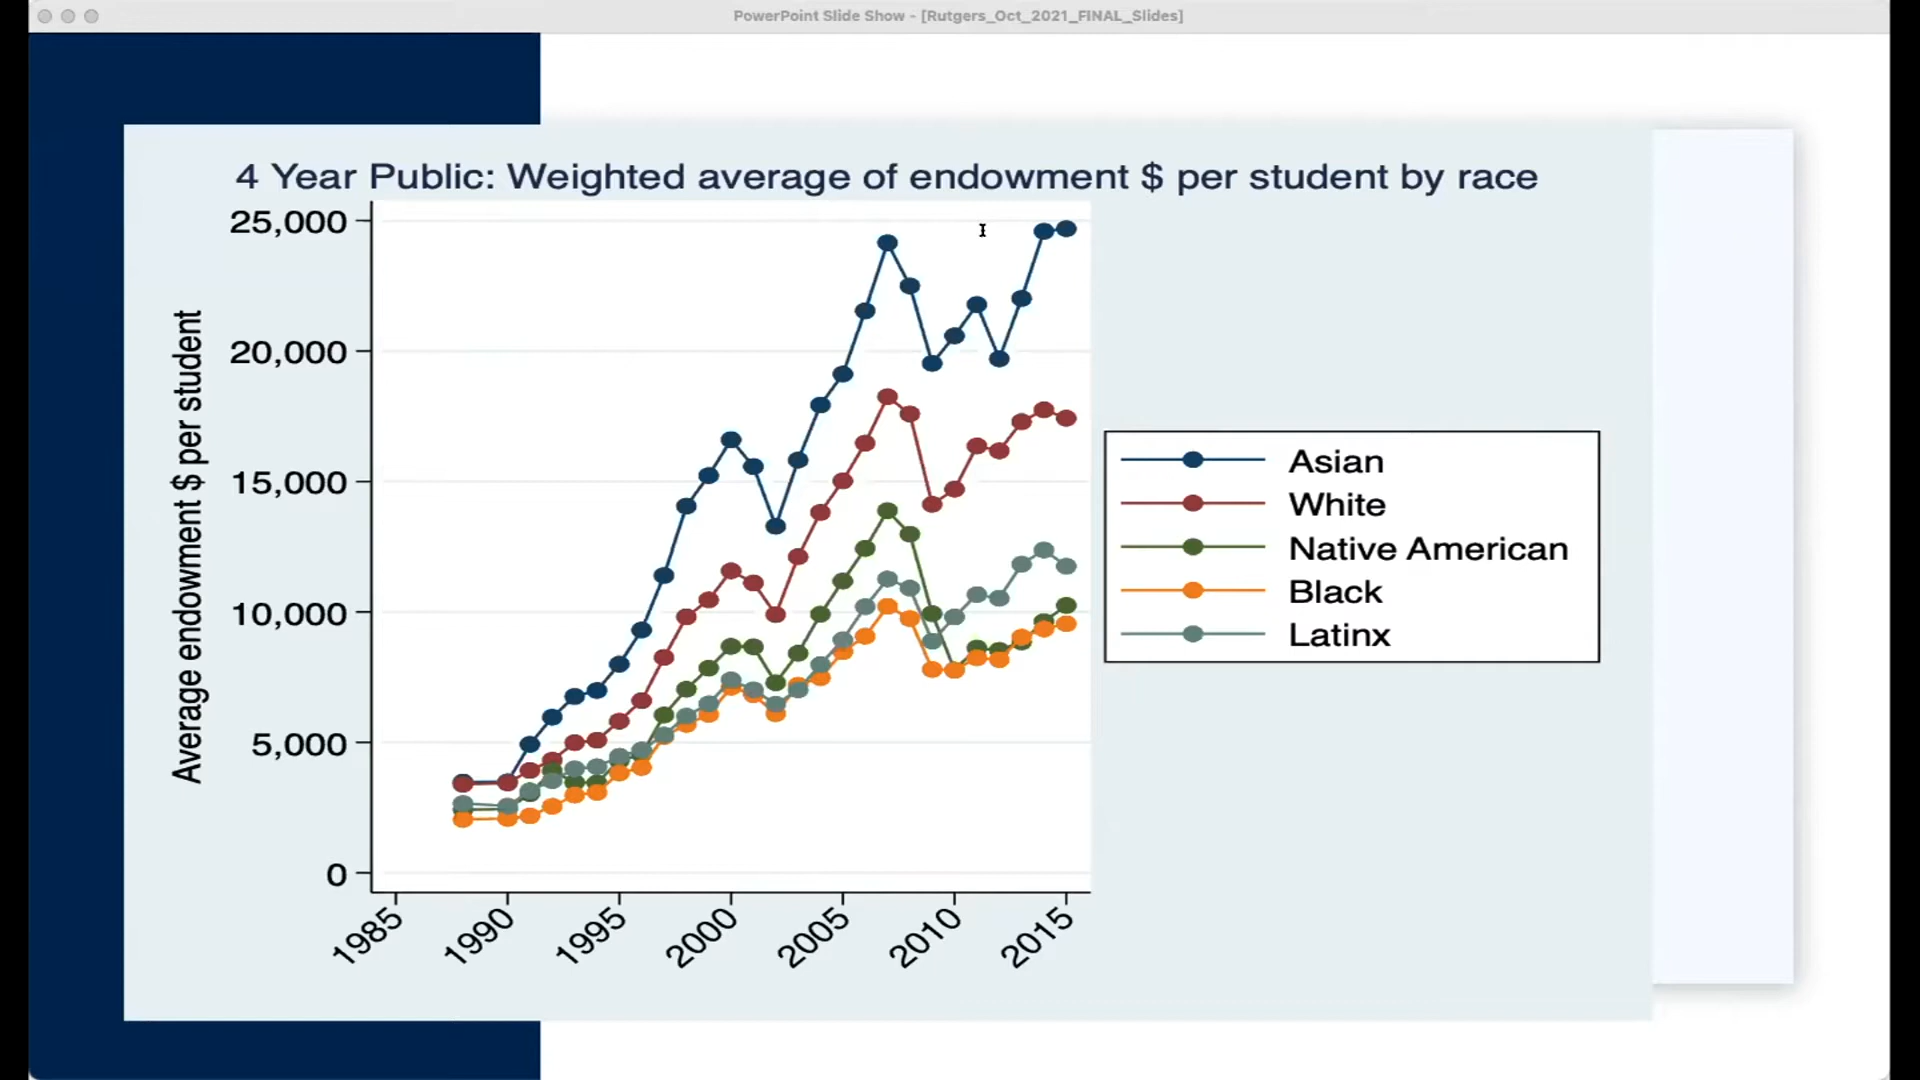 PowerPoint Slide Show - [Rutgers_Oct_2021_FINAL_Slides]
4 Year Public: Weighted average of endowment $ per student by race
Average endowment $ per student
25,000
20,000
15,000
10,000
5,000
0
1985
1990
1995
2000
2005
2010
2015
Asian
White
Native American
Black
Latinx